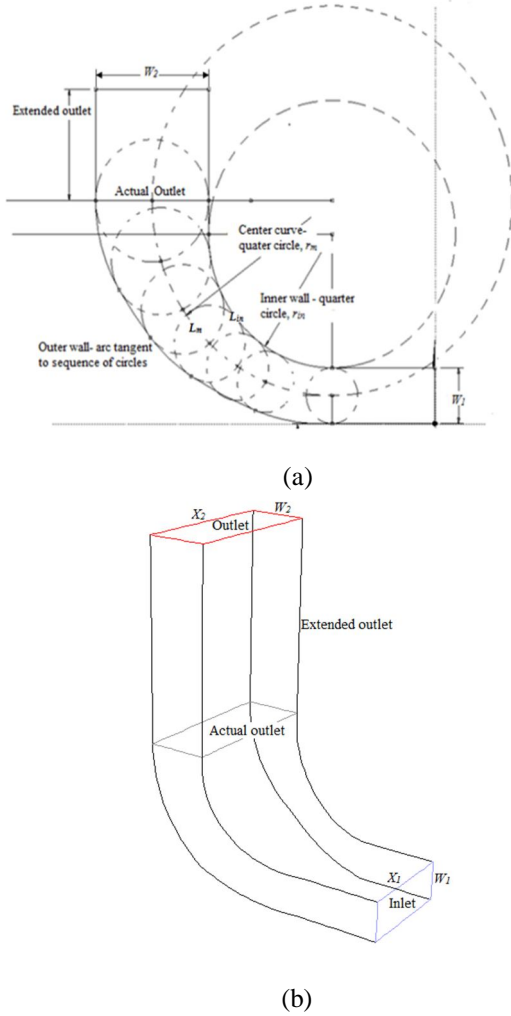 W2
Extended outlet
Actual Outlet
Center curve-
quater circle, rm
Inner wall - quarter
circle, rin
Lin
Lm
Outer wall- arc tangent
to sequence of circles
W1
(a)
X2
W2
Outlet
Extended outlet
Actual outlet
X1
W1
Inlet
(b)